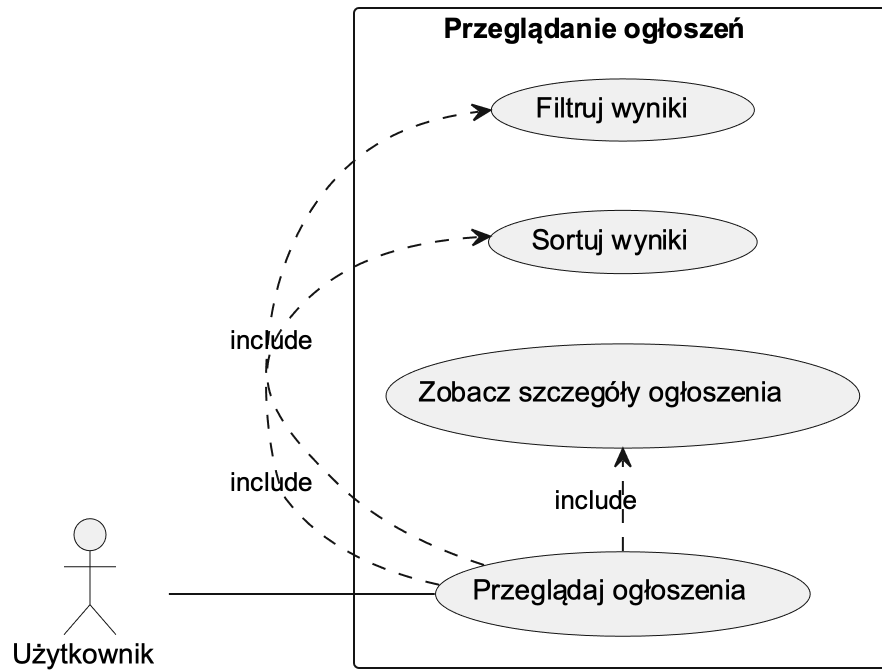 Przeglądanie ogłoszeń
Filtruj wyniki
Sortuj wyniki
include
Zobacz szczegóły ogłoszenia
include
include
Przeglądaj ogłoszenia
Użytkownik